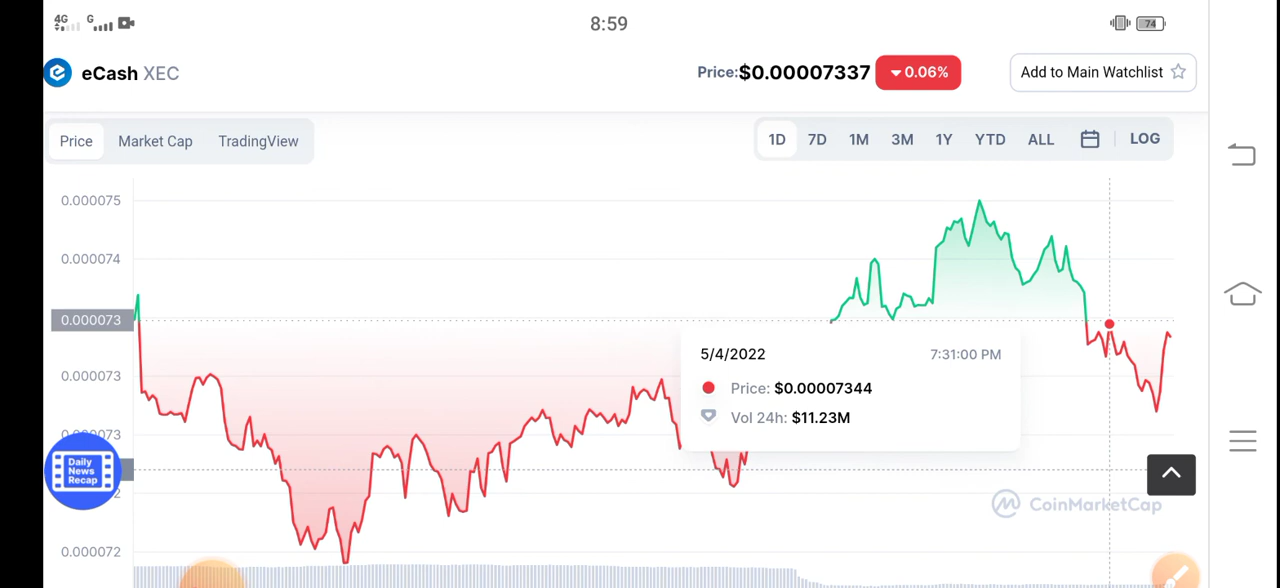 4G G 8:59 74
eCash XEC Price:$0.00007337 0.06% Add to Main Watchlist
Price Market Cap TradingView 1D 7D 1M 3M 1Y YTD ALL LOG
0.000075
0.000074
0.000073
5/4/2022 7:31:00 PM
0.000073
Price: $0.00007344
Vol 24h: $11.23M
Daily
News
Recap
CoinMarketCap
0.000072